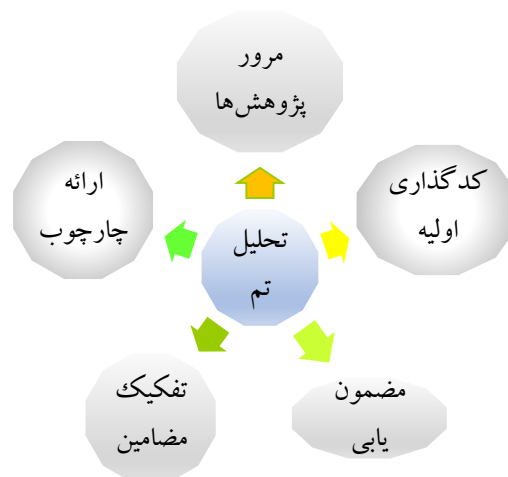 مرور
پژوهش‌ها
کدگذاری
اولیه
ارائه
چارچوب
تحلیل
تم
مضمون
یابی
تفکیک
مضامین